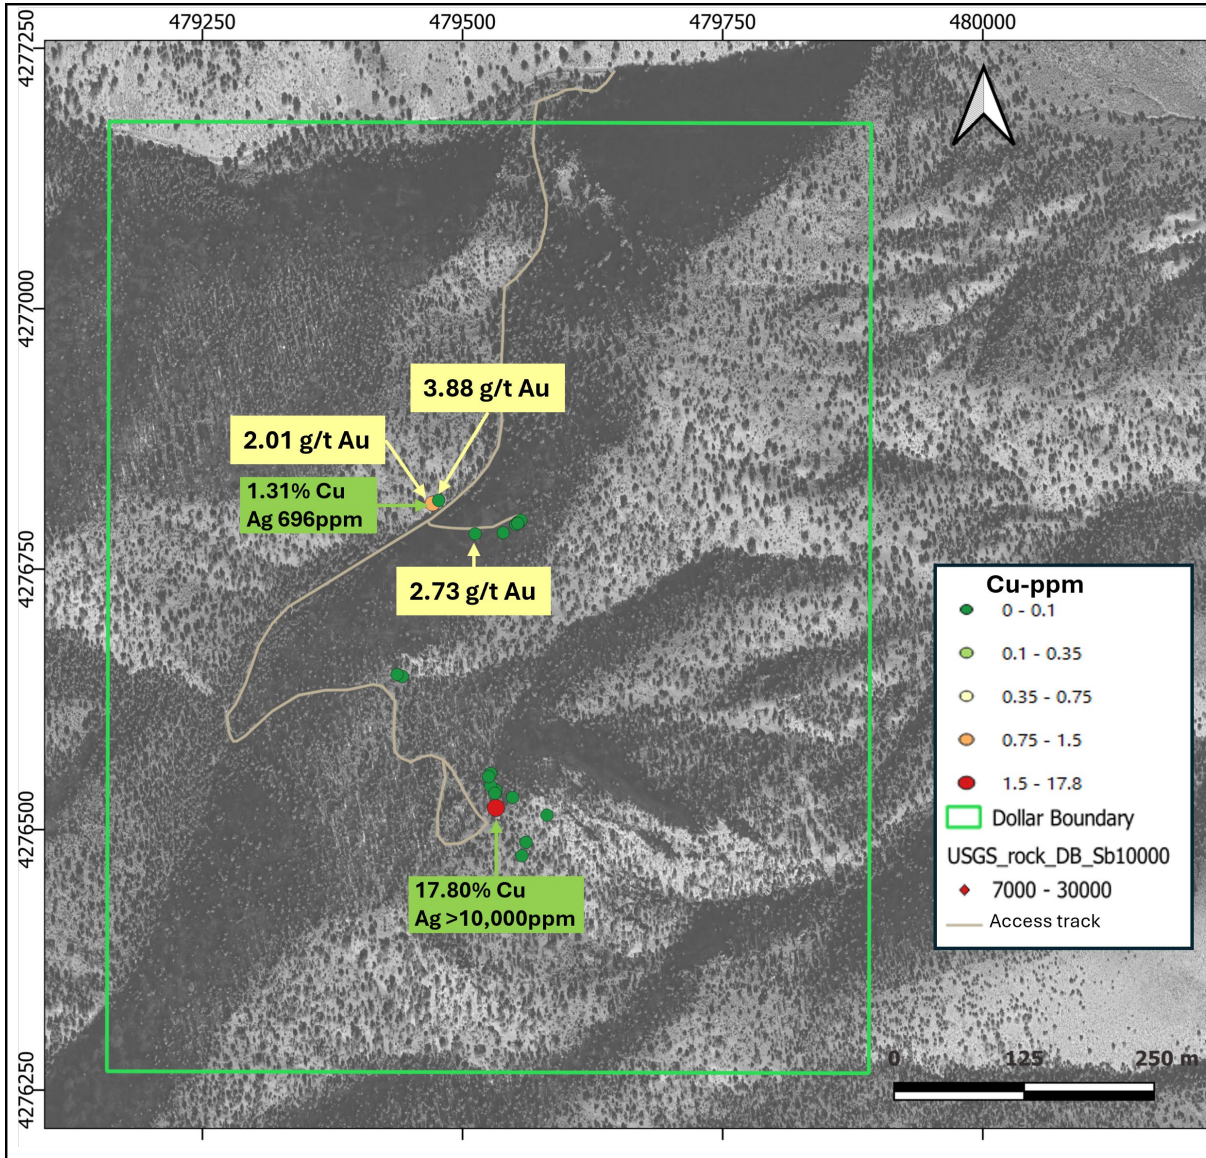 479250
479500
479750
480000
4277250
4277000
4276750
4276500
4276250
3.88 g/t Au
2.01 g/t Au
1.31% Cu
Ag 696ppm
2.73 g/t Au
17.80% Cu
Ag >10,000ppm
Cu-ppm
0 - 0.1
0.1 - 0.35
0.35 - 0.75
0.75 - 1.5
1.5 - 17.8
Dollar Boundary
USGS_rock_DB_Sb10000
7000 - 30000
Access track
0 125 250 m